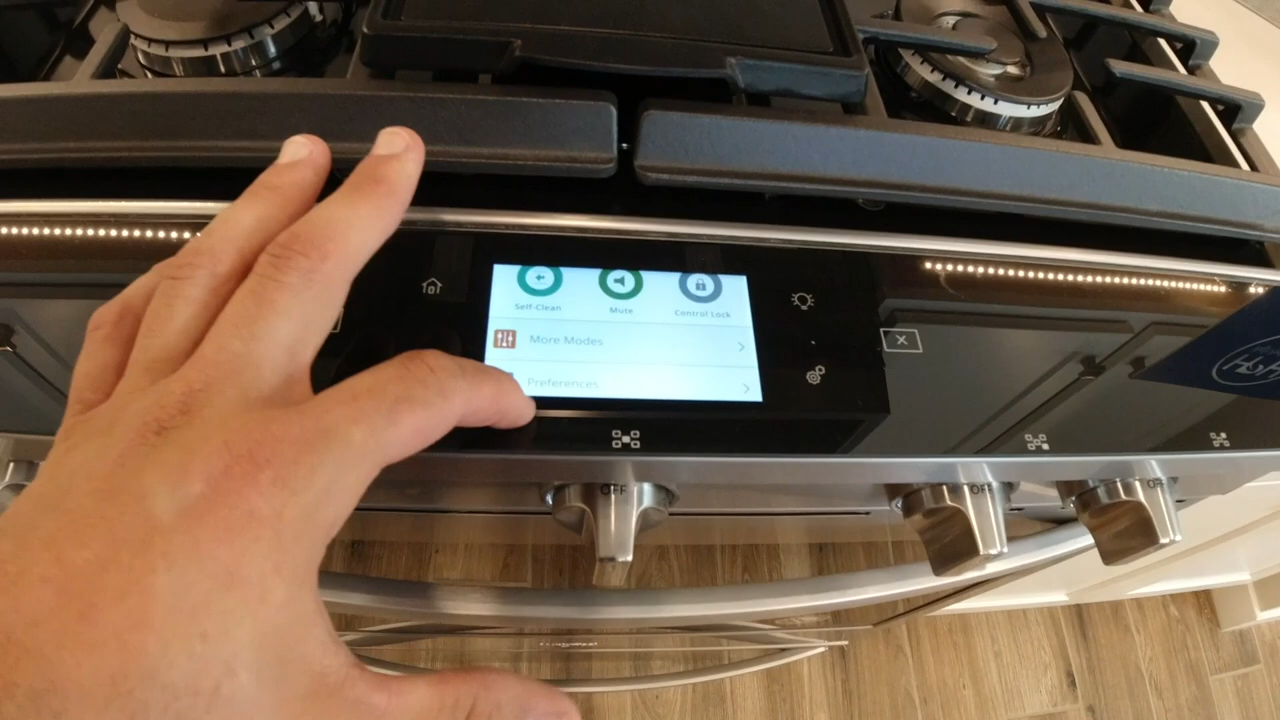 Self-Clean
Mute
Control Lock
More Modes
Preferences
OFF
OFF
OFF